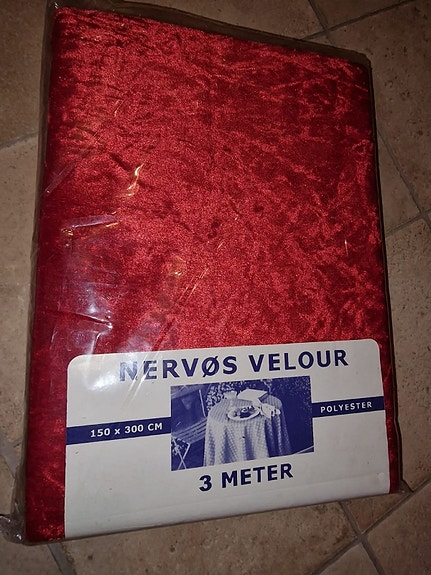 NERVØS VELOUR
150 x 300 CM
POLYESTER
3 METER